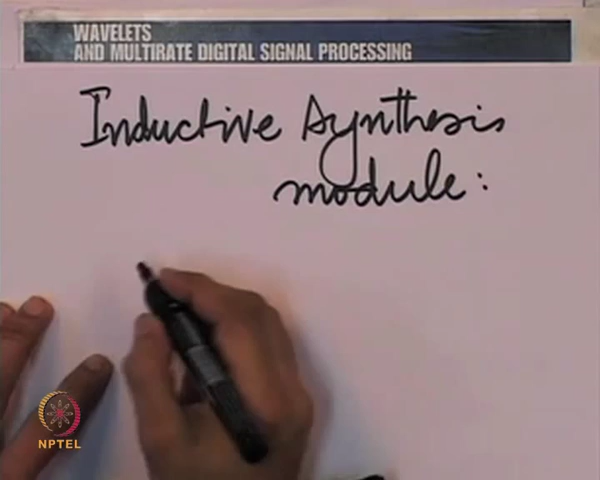 WAVELETS
AND MULTIRATE DIGITAL SIGNAL PROCESSING
Inductive Synthesis
module:
NPTEL